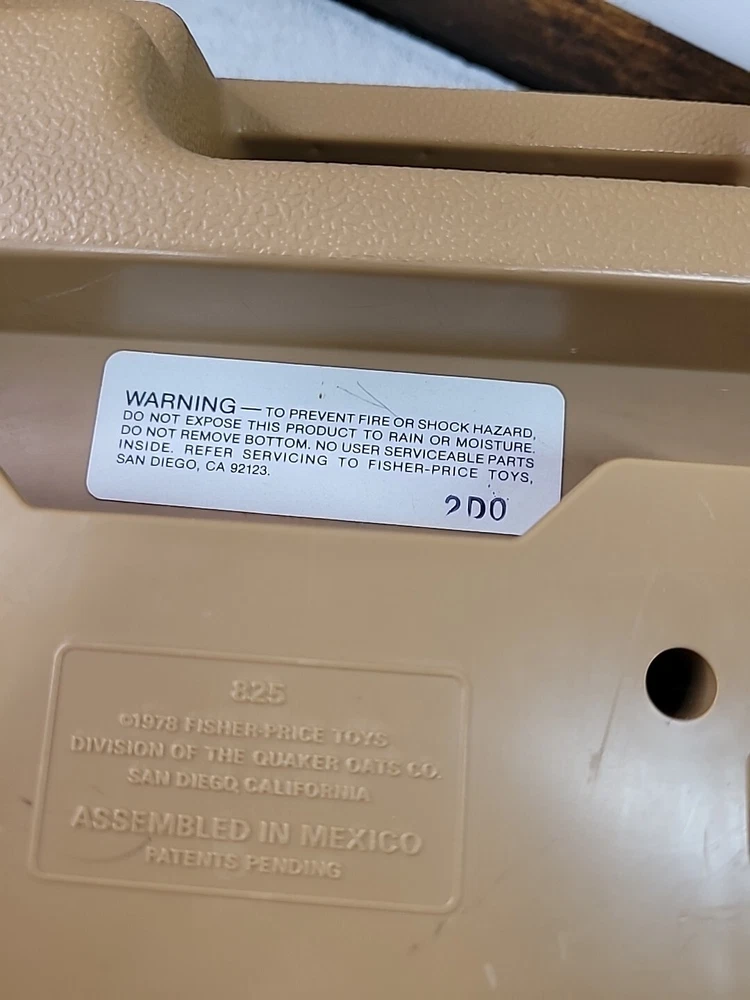 WARNING — TO PREVENT FIRE OR SHOCK HAZARD,
DO NOT EXPOSE THIS PRODUCT TO RAIN OR MOISTURE.
DO NOT REMOVE BOTTOM. NO USER SERVICEABLE PARTS
INSIDE. REFER SERVICING TO FISHER-PRICE TOYS,
SAN DIEGO, CA 92123.
2D0
825
©1978 FISHER-PRICE TOYS
DIVISION OF THE QUAKER OATS CO.
SAN DIEGO, CALIFORNIA
ASSEMBLED IN MEXICO
PATENTS PENDING